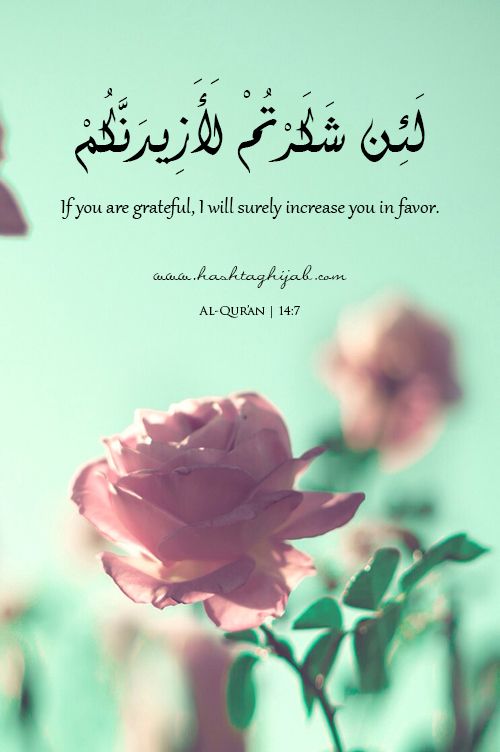 لَئِن شَكَرْتُمْ لَأَزِيدَنَّكُمْ
If you are grateful, I will surely increase you in favor.
www.hashtaghijab.com
AL-QUR'AN | 14:7